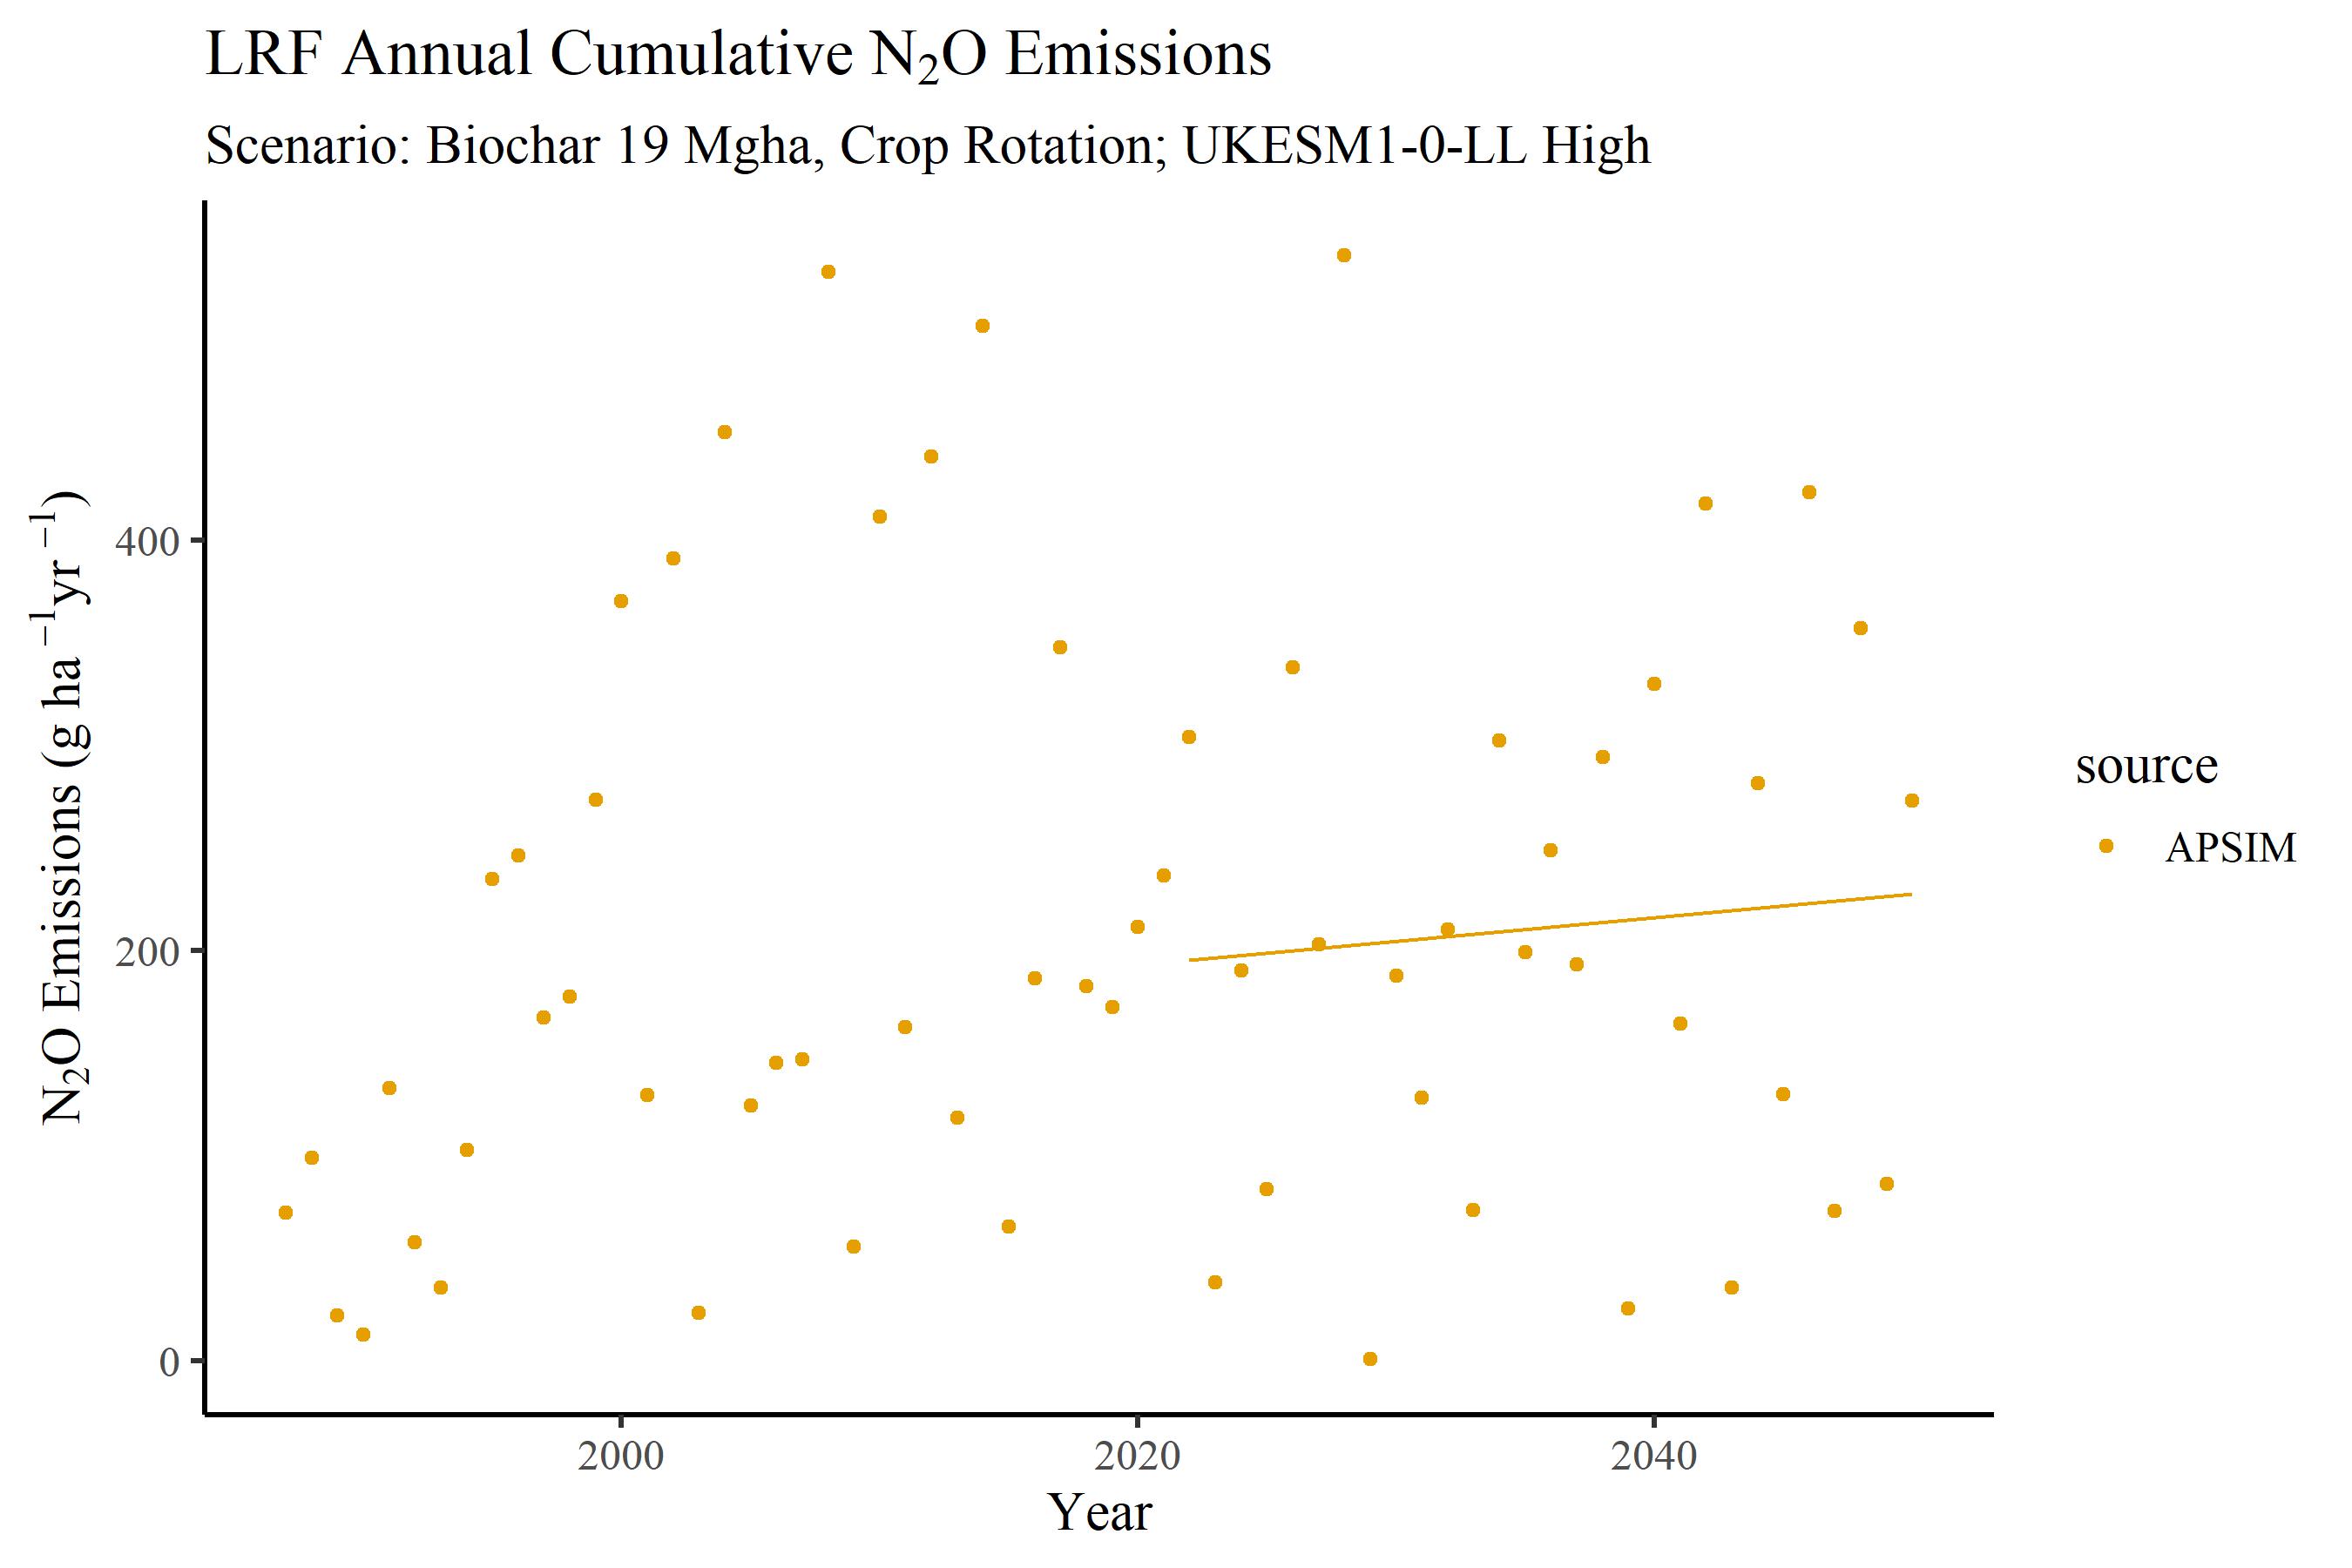 LRF Annual Cumulative N₂O Emissions
Scenario: Biochar 19 Mgha, Crop Rotation; UKESM1-0-LL High
N₂O Emissions (g ha ⁻¹yr ⁻¹)
400
200
0
2000 2020 2040
Year
source
APSIM